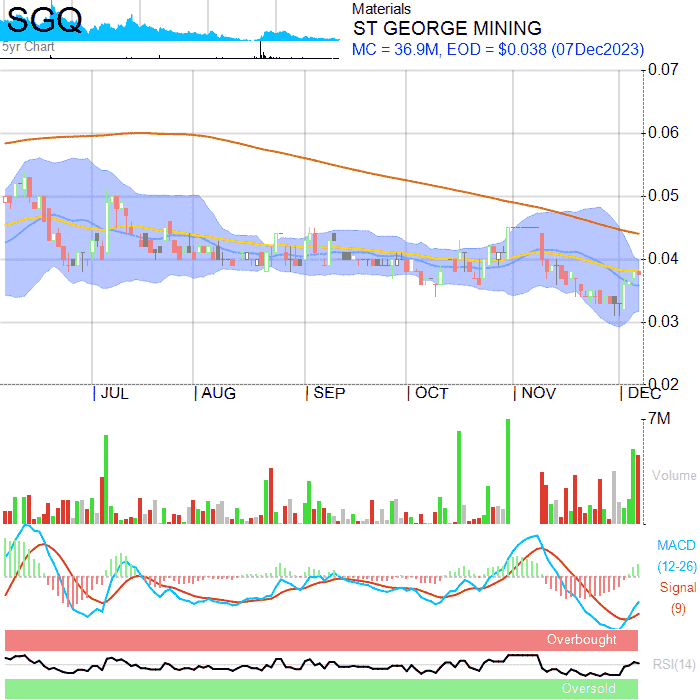 SGQ
5yr Chart
Materials
ST GEORGE MINING
MC = 36.9M, EOD = $0.038 (07Dec2023)
0.07
0.06
0.05
0.04
0.03
0.02
JUL AUG SEP OCT NOV DEC
7M
Volume
MACD
(12-26)
Signal
(9)
Overbought
RSI(14)
Oversold